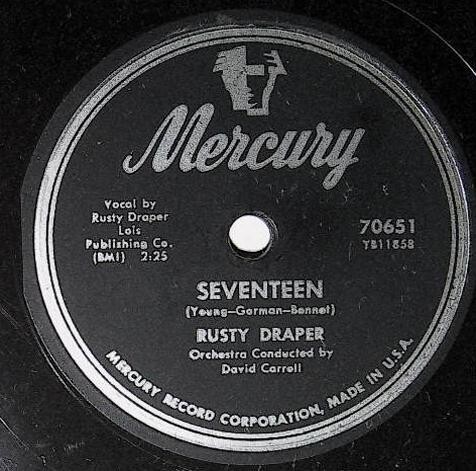 Mercury
Vocal by
Rusty Draper
Lois
Publishing Co.
(BMI) 2:25
70651
YB11858
SEVENTEEN
(Young-Gorman-Bennet)
RUSTY DRAPER
Orchestra Conducted by
David Carroll
MERCURY RECORD CORPORATION, MADE IN U.S.A.